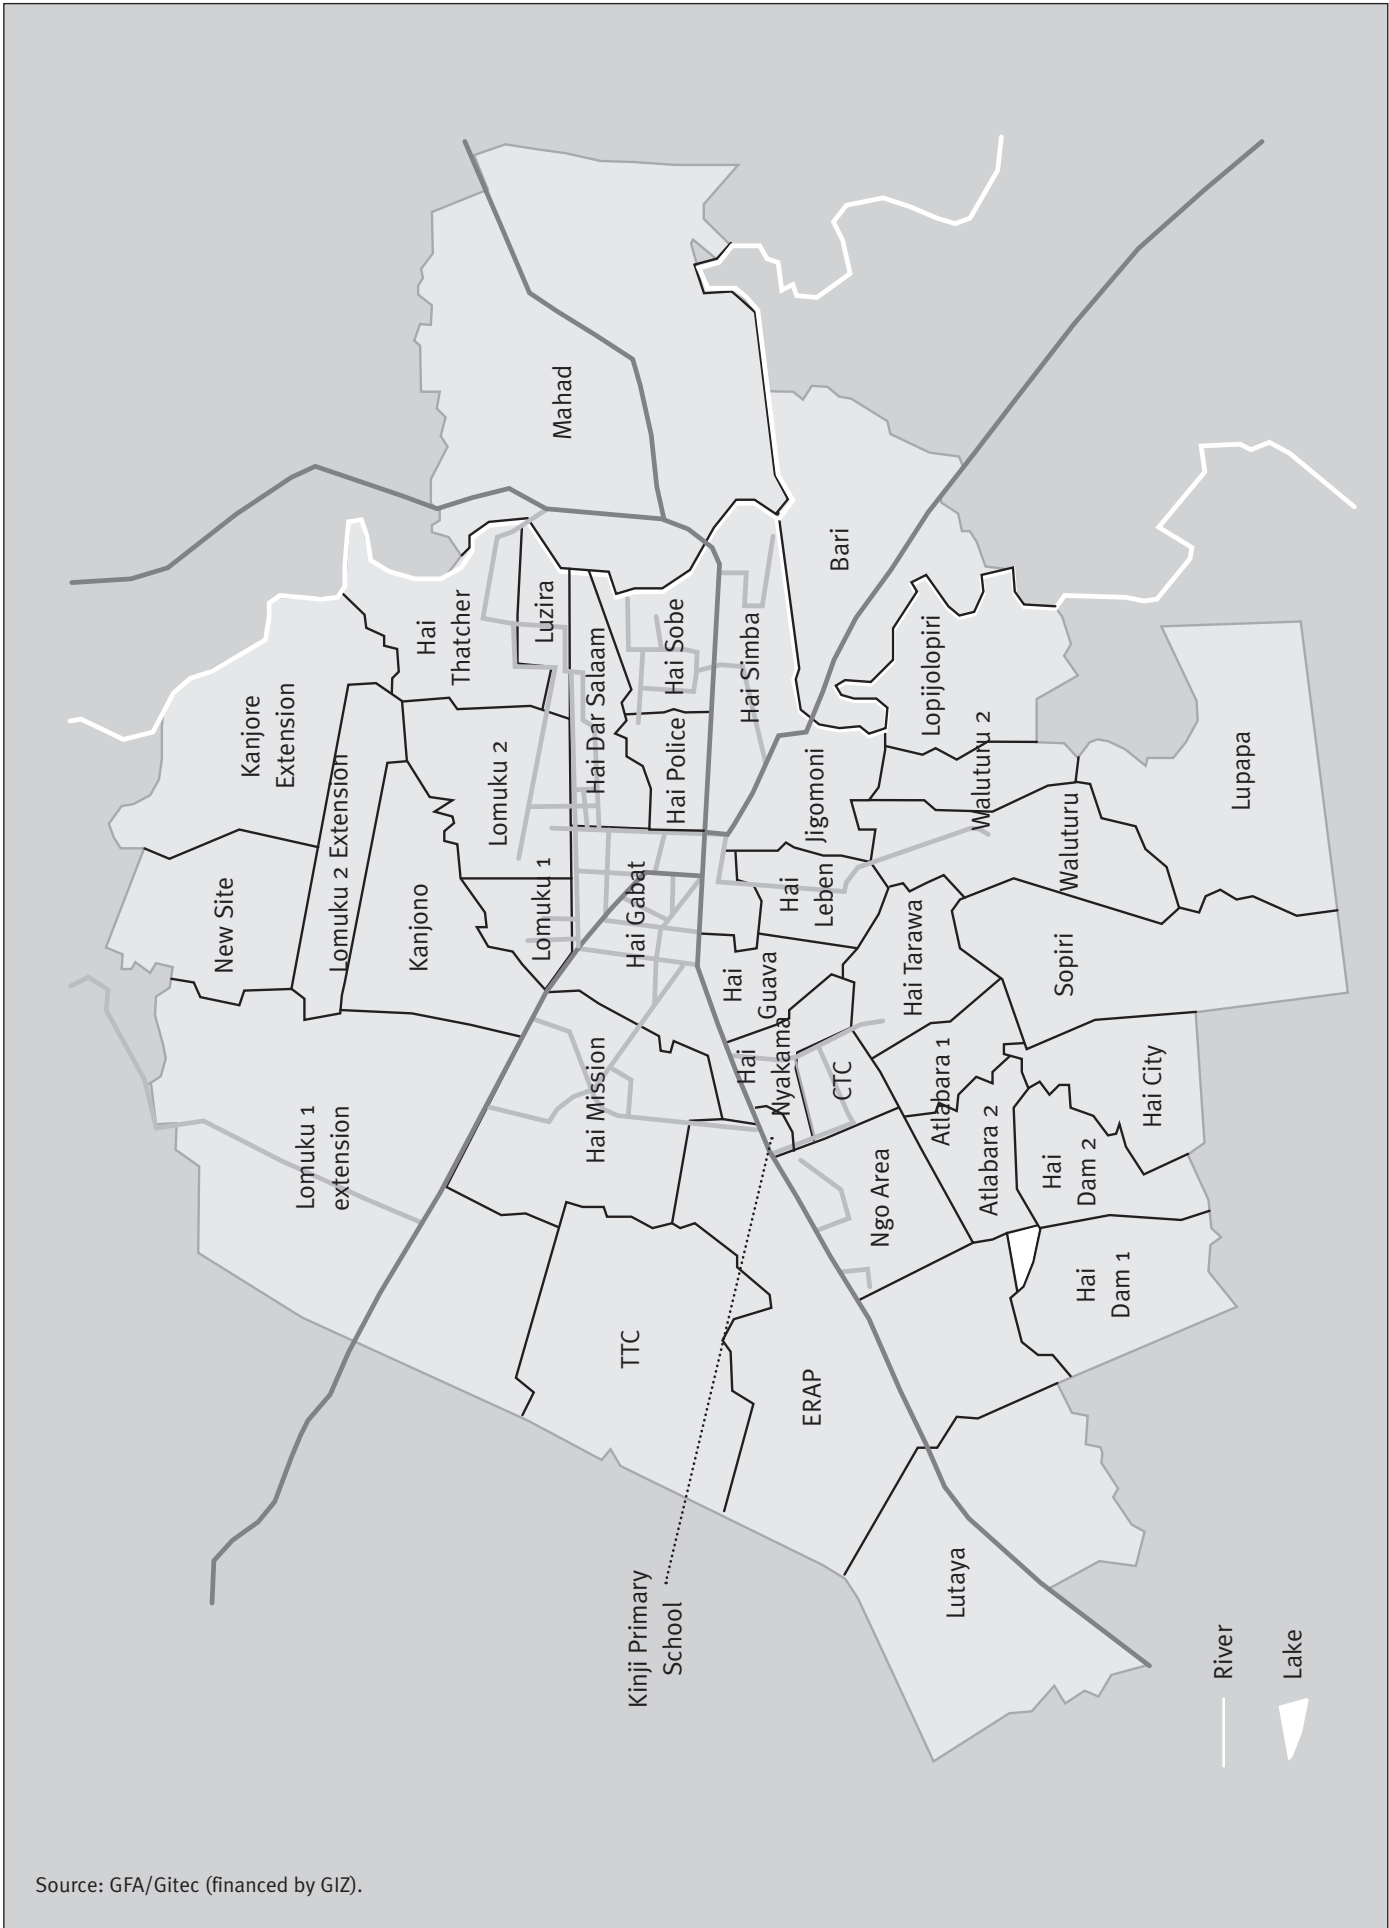 Mahad
Kanjore
Extension
Hai
Thatcher
Luzira
Hai Dar Salaam
Hai Sobe
Hai Simba
Bari
Lopijolopiri
New Site
Lomuku 2 Extension
Kanjono
Lomuku 2
Lomuku 1
Hai Police
Hai Gabat
Jigomoni
Waluturu 2
Waluturu
Lupapa
Hai
Leben
Hai
Guava
Hai Tarawa
Sopiri
Lomuku 1
extension
Hai Mission
Hai
Nyakama
CTC
Atlabara 1
Atlabara 2
Hai City
Hai
Dam 2
Ngo Area
Hai
Dam 1
TTC
ERAP
Lutaya
Kinji Primary
School
River
Lake
Source: GFA/Gitec (financed by GIZ).